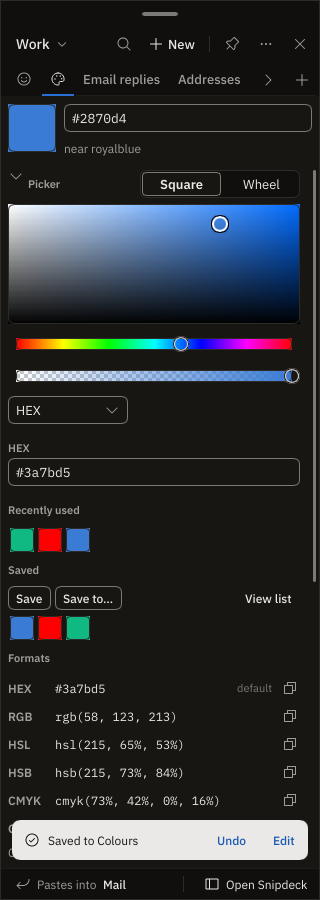 Work
New
Email replies
Addresses
#2870d4
near royalblue
Picker
Square
Wheel
HEX
HEX
#3a7bd5
Recently used
Saved
Save
Save to...
View list
Formats
HEX #3a7bd5 default
RGB rgb(58, 123, 213)
HSL hsl(215, 65%, 53%)
HSB hsb(215, 73%, 84%)
CMYK cmyk(73%, 42%, 0%, 16%)
Saved to Colours
Undo
Edit
Pastes into Mail
Open Snipdeck